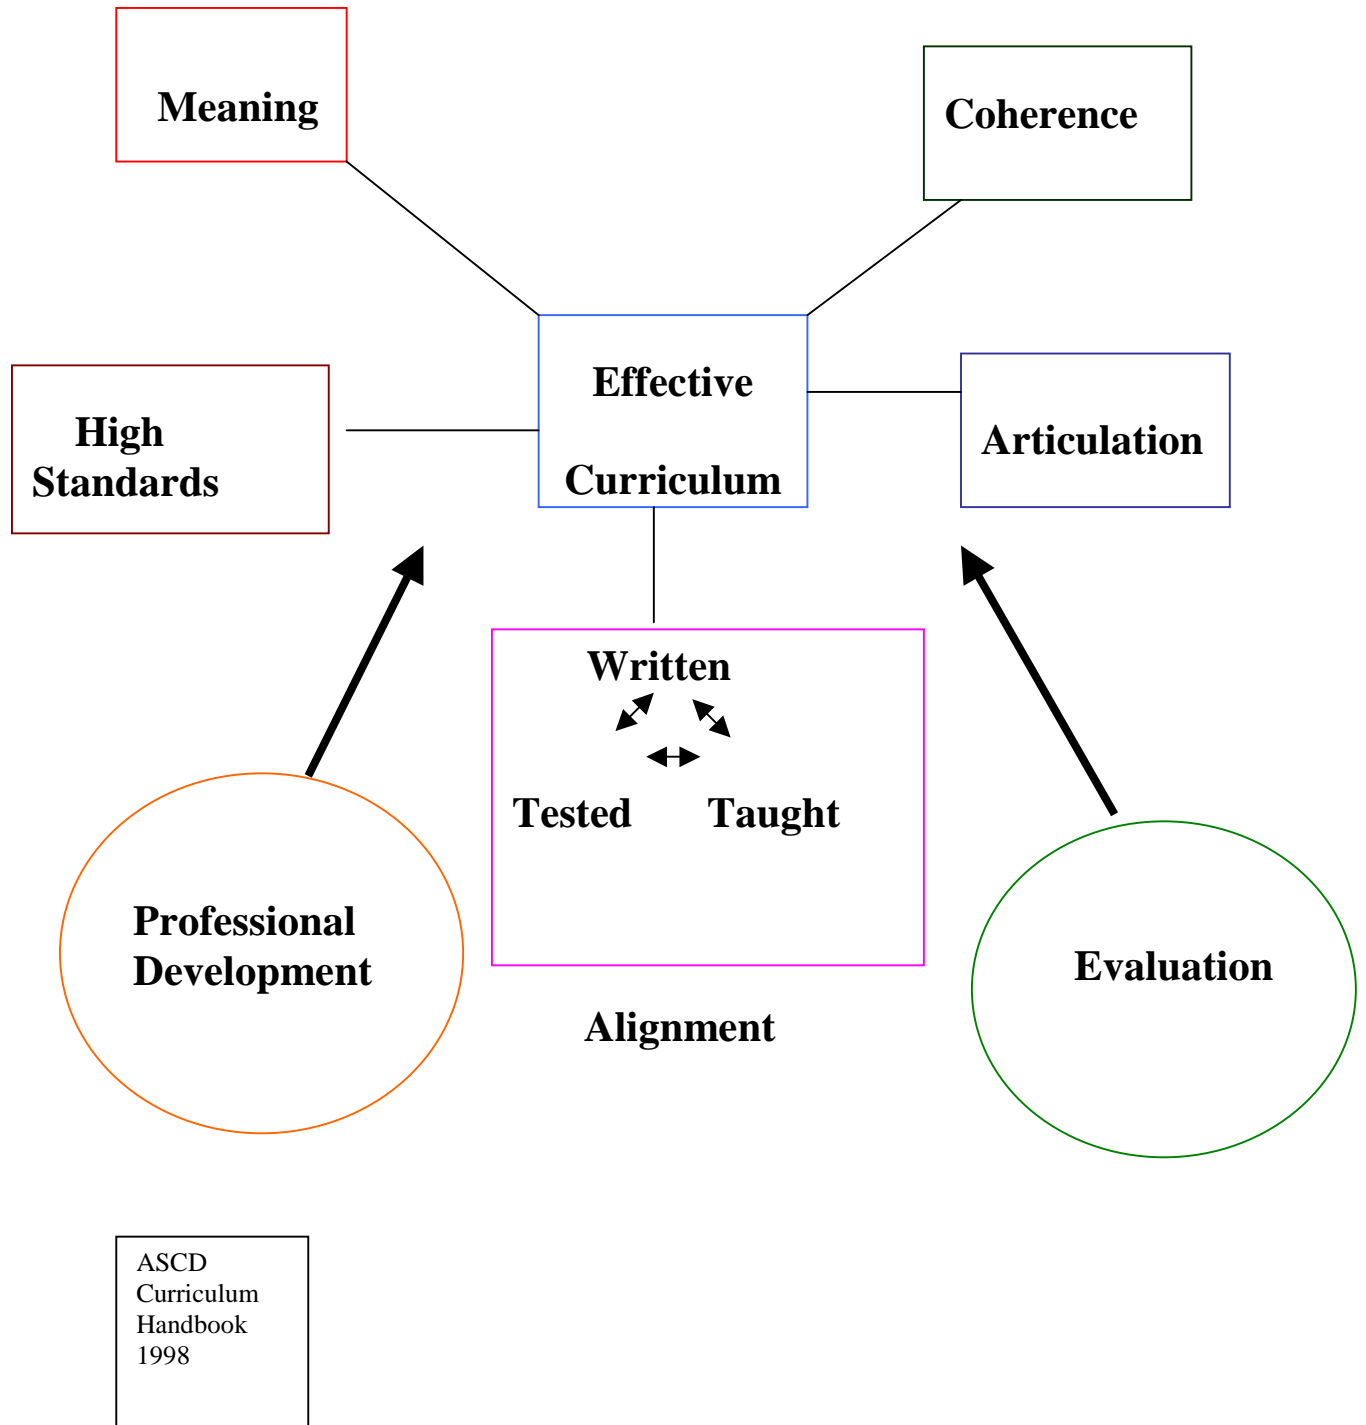 Meaning
Coherence
Effective
Curriculum
High
Standards
Articulation
Written
Tested
Taught
Professional
Development
Evaluation
Alignment
ASCD
Curriculum
Handbook
1998